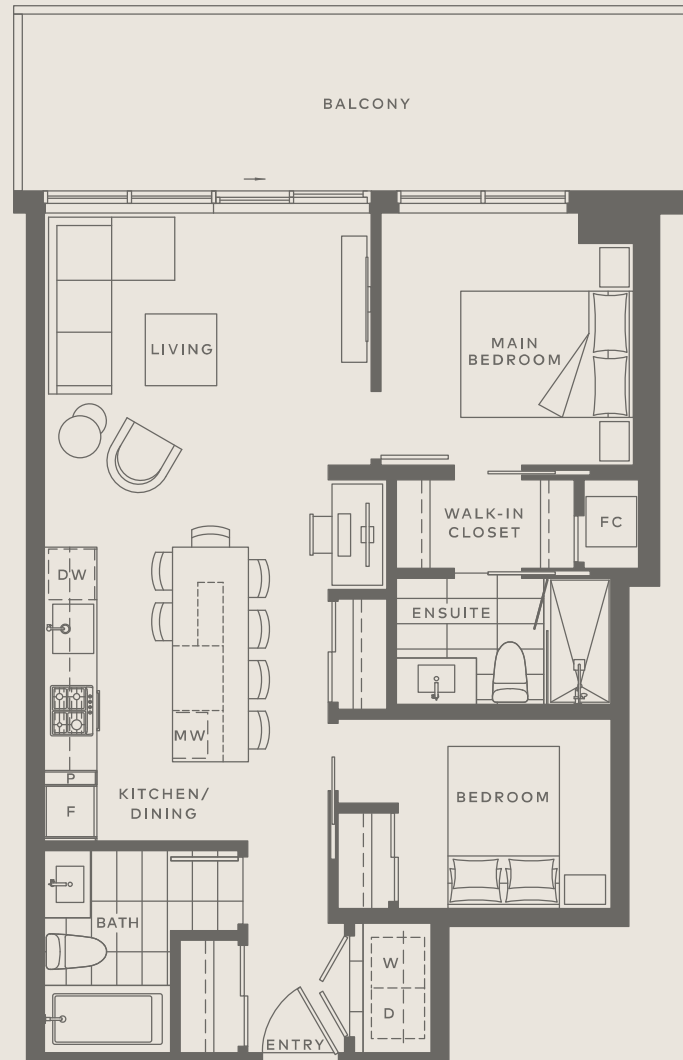 BALCONY
LIVING
MAIN
BEDROOM
WALK-IN
CLOSET
FC
DW
ENSUITE
MW
P
F
KITCHEN/
DINING
BEDROOM
BATH
W
D
ENTRY